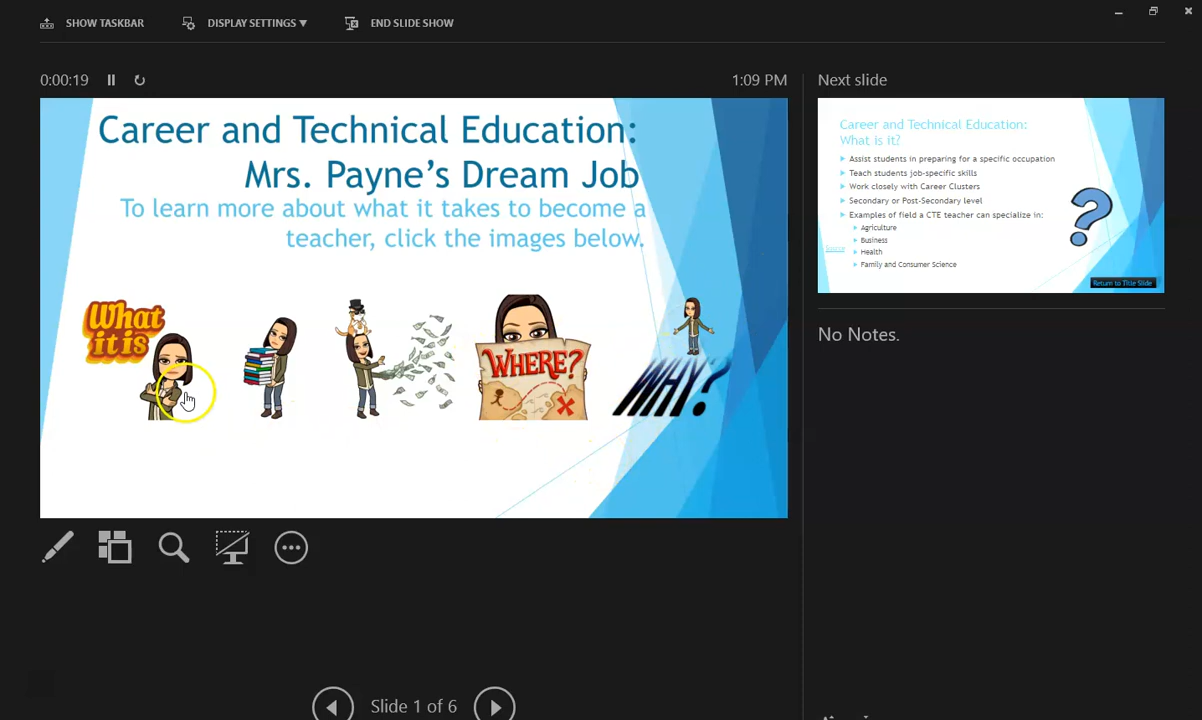 SHOW TASKBAR
DISPLAY SETTINGS ▼
END SLIDE SHOW
0:00:19
1:09 PM
Career and Technical Education:
Mrs. Payne’s Dream Job
To learn more about what it takes to become a
teacher, click the images below.
What
it is
WHERE?
WHY?
Slide 1 of 6
Next slide
Career and Technical Education:
What is it?
Assist students in preparing for a specific occupation
Teach students job-specific skills
Work closely with Career Clusters
Secondary or Post-Secondary level
Examples of field a CTE teacher can specialize in:
Agriculture
Business
Health
Family and Consumer Science
Source
Return to Title Slide
No Notes.